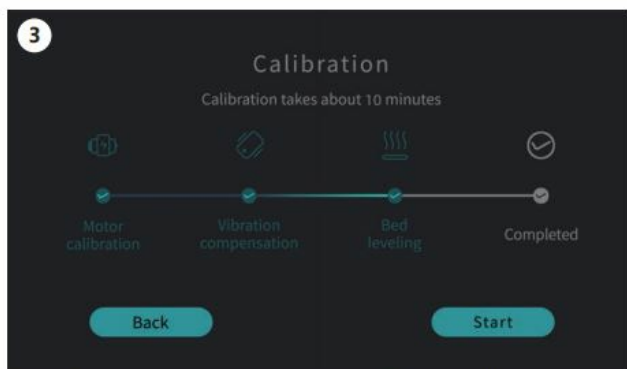 3
Calibration
Calibration takes about 10 minutes
Motor
calibration
Vibration
compensation
Bed
leveling
Completed
Back
Start